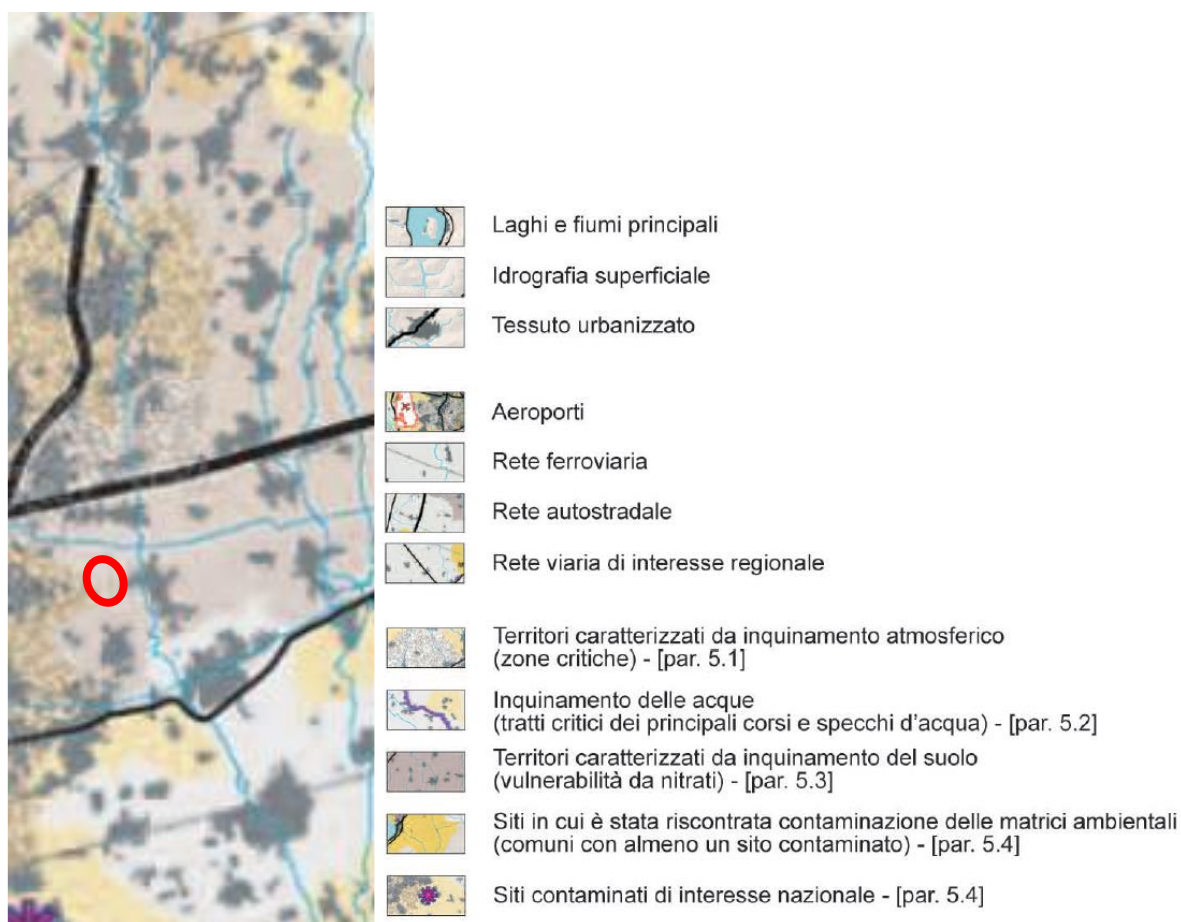 Laghi e fiumi principali
Idrografia superficiale
Tessuto urbanizzato
Aeroporti
Rete ferroviaria
Rete autostradale
Rete viaria di interesse regionale
Territori caratterizzati da inquinamento atmosferico
(zone critiche) - [par. 5.1]
Inquinamento delle acque
(tratti critici dei principali corsi e specchi d'acqua) - [par. 5.2]
Territori caratterizzati da inquinamento del suolo
(vulnerabilità da nitrati) - [par. 5.3]
Siti in cui è stata riscontrata contaminazione delle matrici ambientali
(comuni con almeno un sito contaminato) - [par. 5.4]
Siti contaminati di interesse nazionale - [par. 5.4]